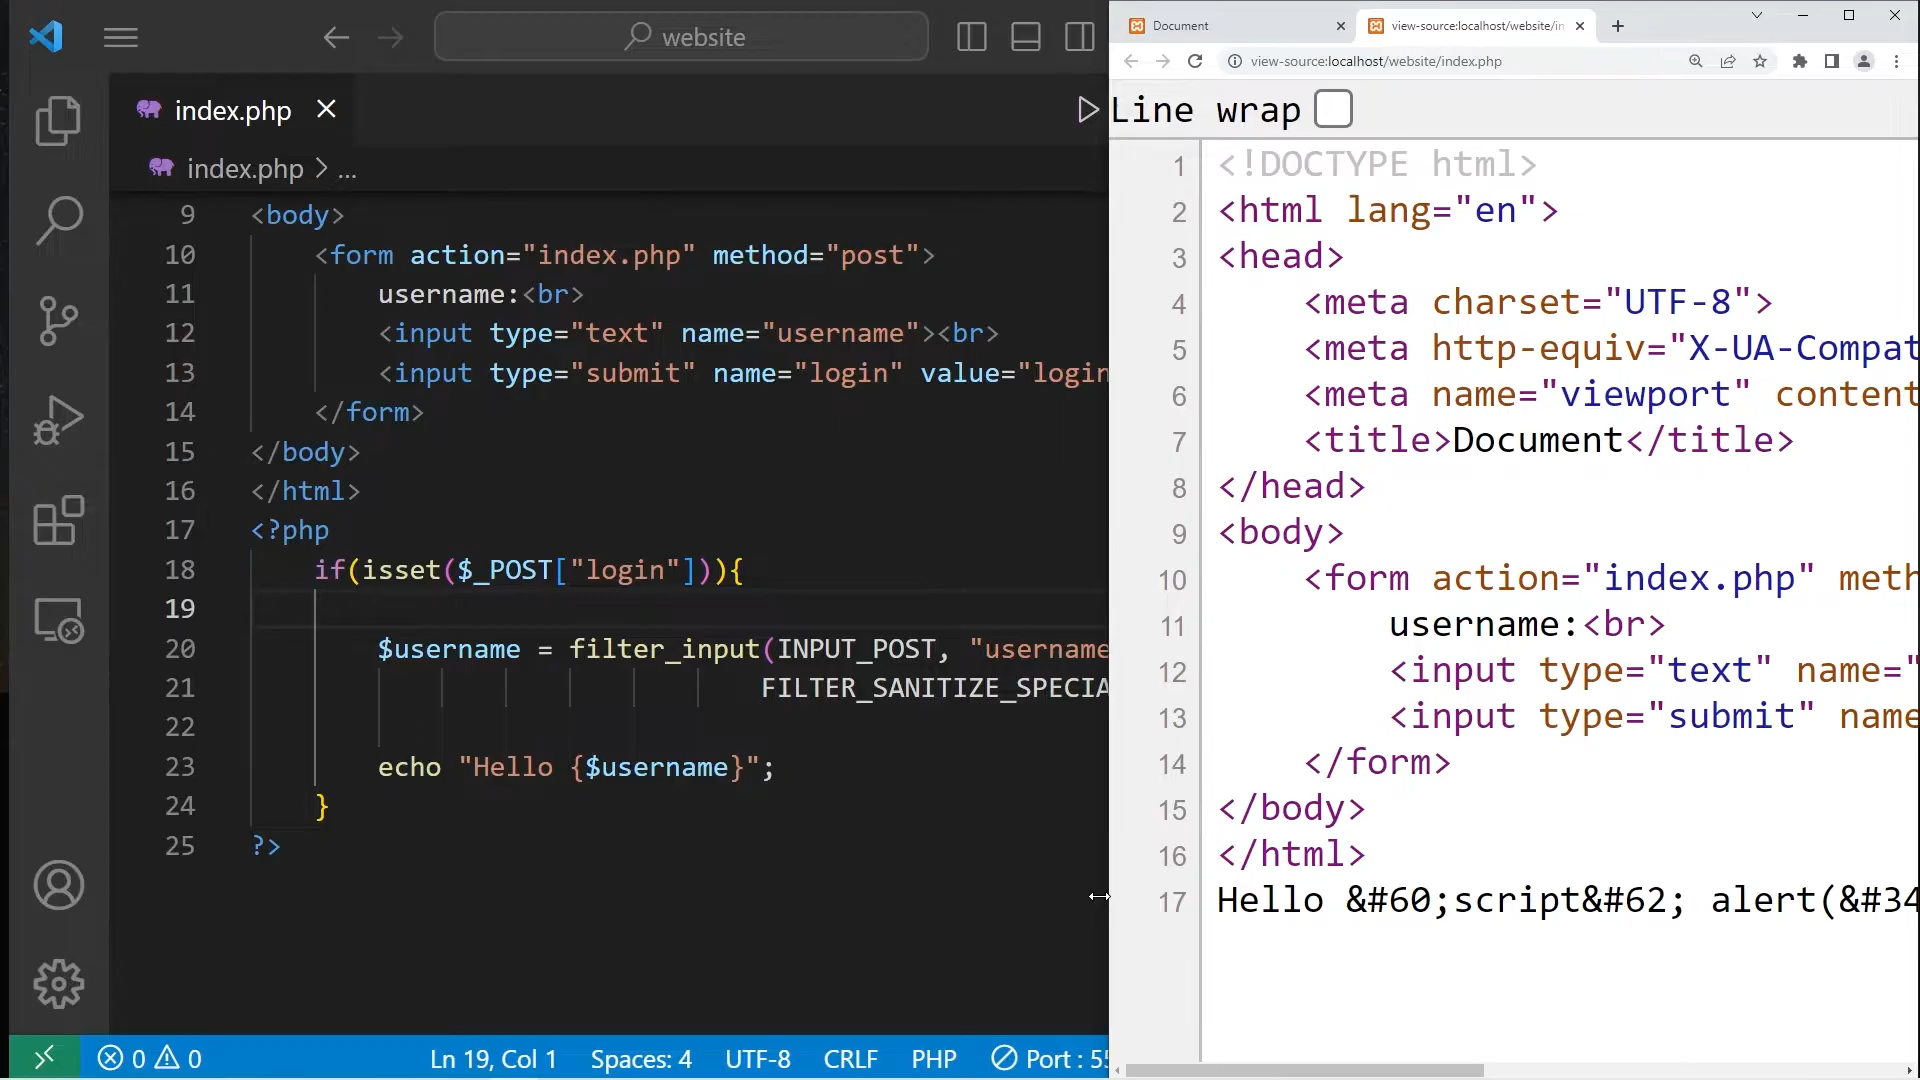 website
index.php
index.php > ...
9 <body>
10 <form action="index.php" method="post">
11 username:<br>
12 <input type="text" name="username"><br>
13 <input type="submit" name="login" value="login
14 </form>
15 </body>
16 </html>
17 <?php
18 if(isset($_POST["login"])){
19
20 $username = filter_input(INPUT_POST, "username
21 FILTER_SANITIZE_SPECIA
22
23 echo "Hello {$username}";
24 }
25 ?>
0 0 Ln 19, Col 1 Spaces: 4 UTF-8 CRLF PHP Port : 55
Document
view-source:localhost/website/in
view-source:localhost/website/index.php
Line wrap
1 <!DOCTYPE html>
2 <html lang="en">
3 <head>
4 <meta charset="UTF-8">
5 <meta http-equiv="X-UA-Compat
6 <meta name="viewport" content
7 <title>Document</title>
8 </head>
9 <body>
10 <form action="index.php" meth
11 username:<br>
12 <input type="text" name="
13 <input type="submit" name
14 </form>
15 </body>
16 </html>
17 Hello &#60;script&#62; alert(&#34